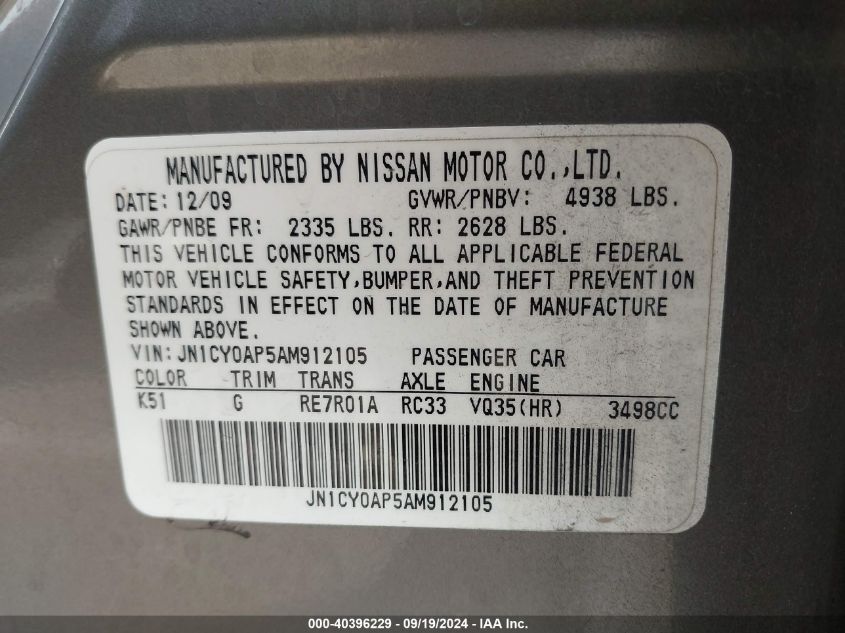 MANUFACTURED BY NISSAN MOTOR CO.,LTD.
DATE: 12/09 GVWR/PNBV: 4938 LBS.
GAWR/PNBE FR: 2335 LBS. RR: 2628 LBS.
THIS VEHICLE CONFORMS TO ALL APPLICABLE FEDERAL
MOTOR VEHICLE SAFETY,BUMPER,AND THEFT PREVENTION
STANDARDS IN EFFECT ON THE DATE OF MANUFACTURE
SHOWN ABOVE.
VIN: JN1CY0AP5AM912105 PASSENGER CAR
COLOR TRIM TRANS AXLE ENGINE
K51 G RE7R01A RC33 VQ35(HR) 3498CC
JN1CY0AP5AM912105
000-40396229 - 09/19/2024 - IAA Inc.